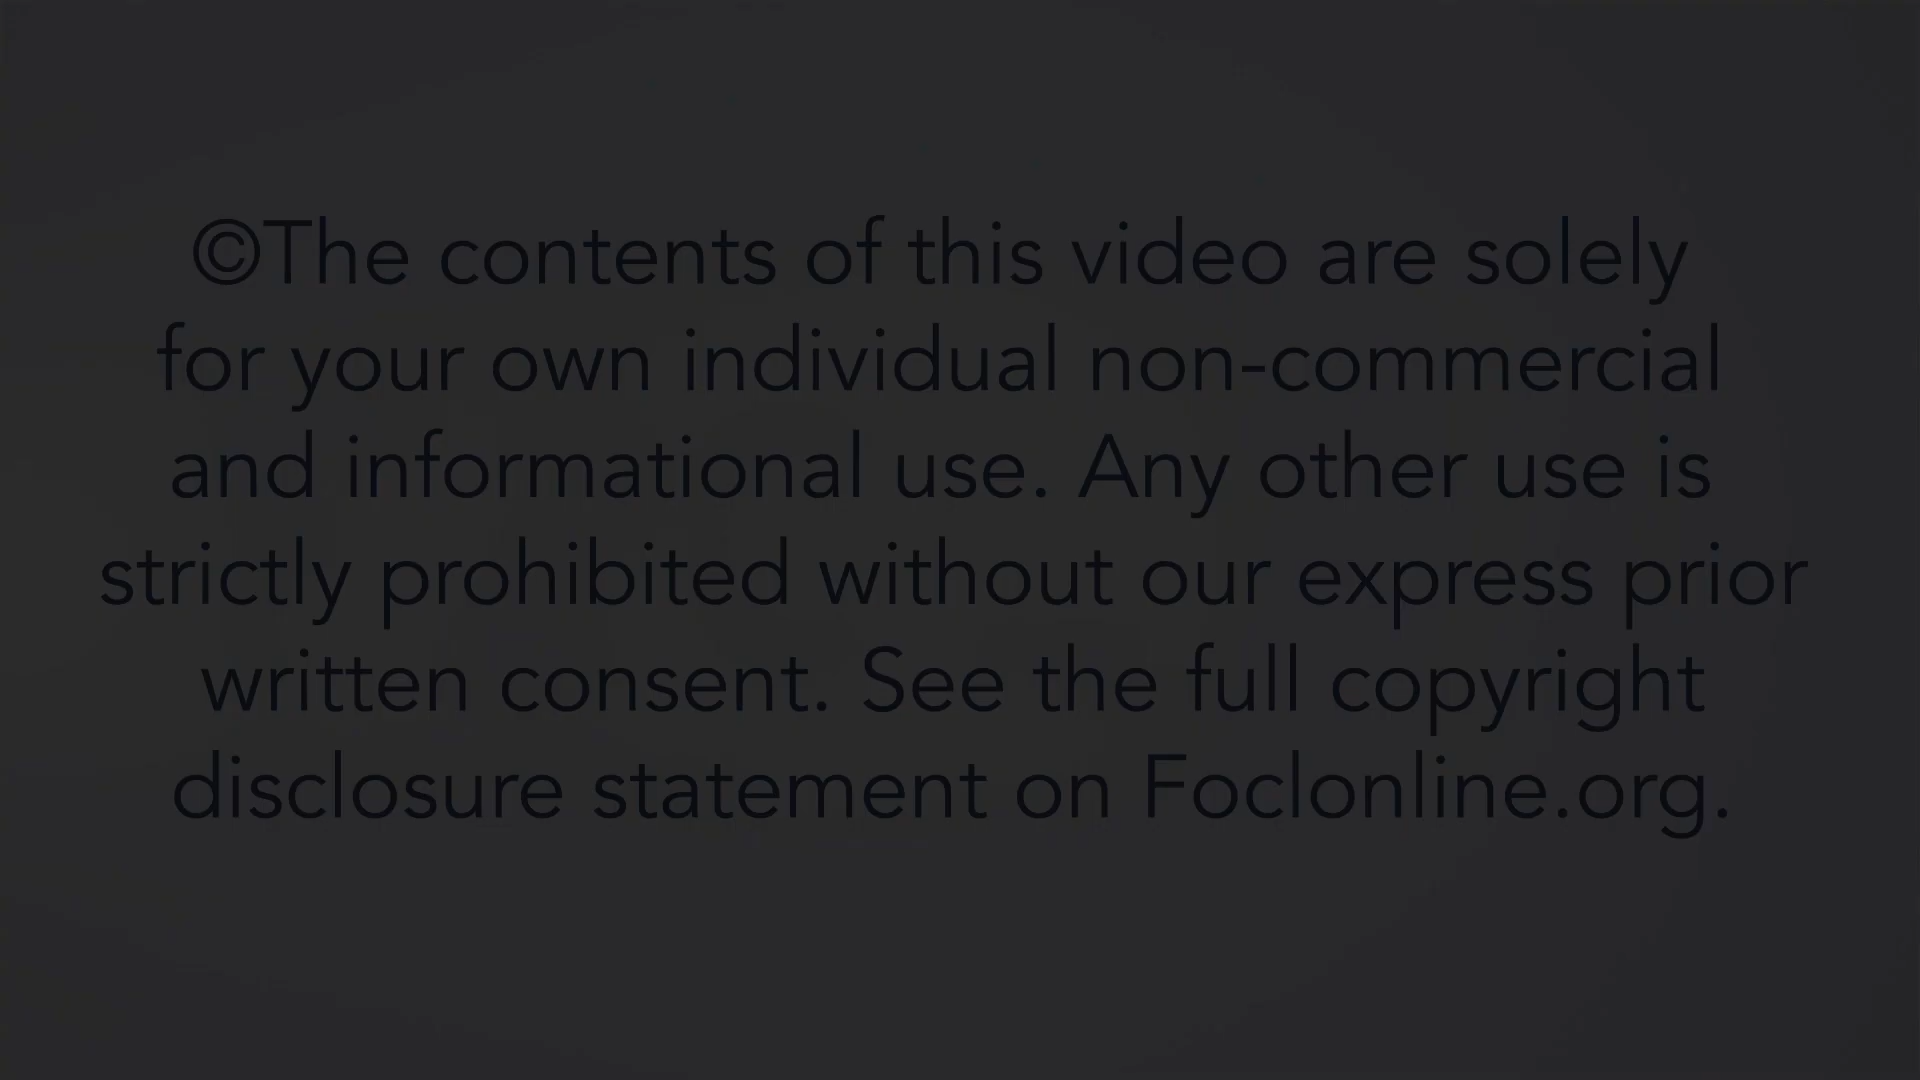 ©The contents of this video are solely
for your own individual non-commercial
and informational use. Any other use is
strictly prohibited without our express prior
written consent. See the full copyright
disclosure statement on Foclonline.org.